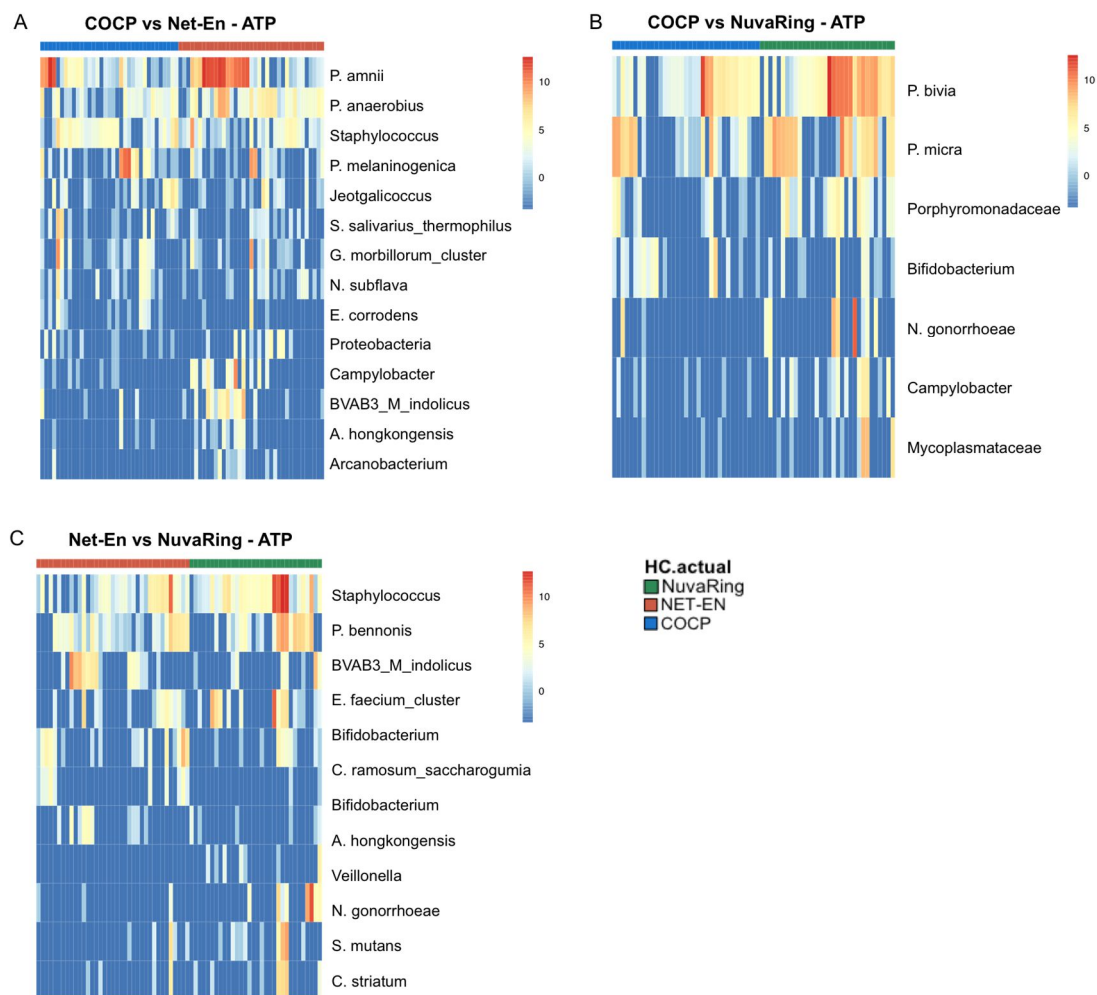 A
COCP vs Net-En - ATP
P. amnii
P. anaerobius
Staphylococcus
P. melaninogenica
Jeotgalicoccus
S. salivarius_thermophilus
G. morbillorum_cluster
N. subflava
E. corrodens
Proteobacteria
Campylobacter
BVAB3_M_indolicus
A. hongkongensis
Arcanobacterium
10
5
0
B
COCP vs NuvaRing - ATP
P. bivia
P. micra
Porphyromonadaceae
Bifidobacterium
N. gonorrhoeae
Campylobacter
Mycoplasmataceae
10
5
0
C
Net-En vs NuvaRing - ATP
Staphylococcus
P. bennonis
BVAB3_M_indolicus
E. faecium_cluster
Bifidobacterium
C. ramosum_saccharogumia
Bifidobacterium
A. hongkongensis
Veillonella
N. gonorrhoeae
S. mutans
C. striatum
10
5
0
HC.actual
NuvaRing
NET-EN
COCP